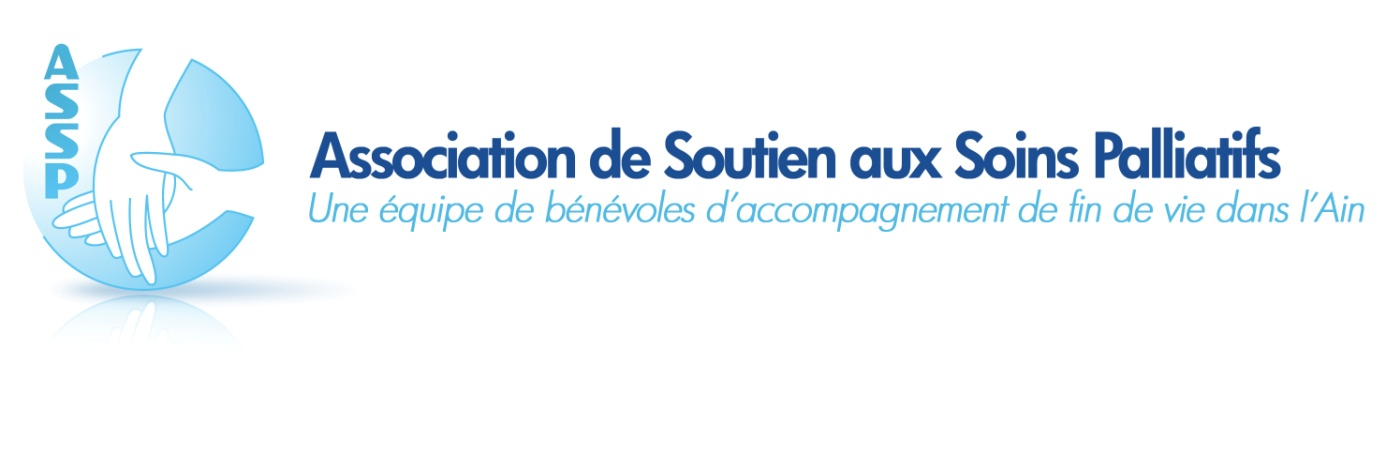 ASSP
Association de Soutien aux Soins Palliatifs
Une équipe de bénévoles d'accompagnement de fin de vie dans l'Ain